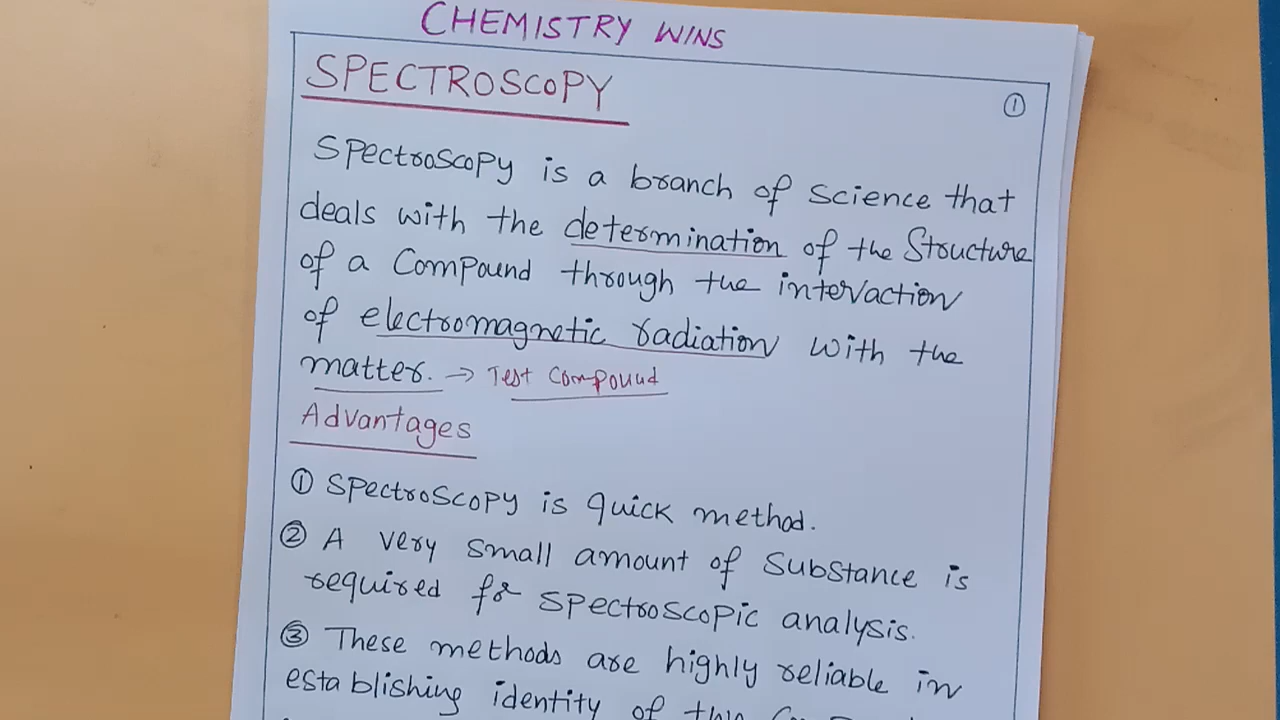 CHEMISTRY WINS
SPECTROSCOPY
①
Spectroscopy is a branch of science that
deals with the determination of the Structure
of a Compound through the interaction
of electromagnetic radiation with the
matter. → Test Compound
Advantages
① Spectroscopy is quick method.
② A very small amount of Substance is
required for spectroscopic analysis.
③ These methods are highly reliable in
establishing identity of